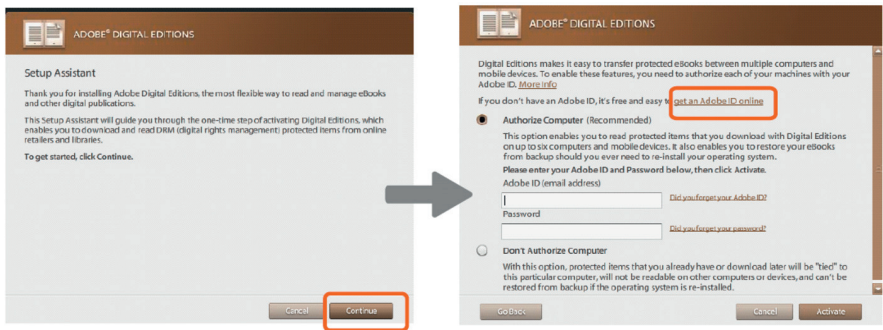 ADOBE® DIGITAL EDITIONS
Setup Assistant
Thank you for installing Adobe Digital Editions, the most flexible way to read and manage eBooks
and other digital publications.
This Setup Assistant will guide you through the one-time step of activating Digital Editions, which
enables you to download and read DRM (digital rights management) protected items from online
retailers and libraries.
To get started, click Continue.
Cancel
Continue
ADOBE® DIGITAL EDITIONS
Digital Editions makes it easy to transfer protected eBooks between multiple computers and
mobile devices. To enable these features, you need to authorize each of your machines with your
Adobe ID. More Info
If you don't have an Adobe ID, it's free and easy to get an Adobe ID online
Authorize Computer (Recommended)
This option enables you to read protected items that you download with Digital Editions
on up to six computers and mobile devices. It also enables you to restore your eBooks
from backup should you ever need to re-install your operating system.
Please enter your Adobe ID and Password below, then click Activate.
Adobe ID (email address)
Did you forget your Adobe ID?
Password
Did you forget your password?
Don't Authorize Computer
With this option, protected items that you already have or download later will be "tied" to
this particular computer, will not be readable on other computers or devices, and can't be
restored from backup if the operating system is re-installed.
Go Back
Cancel
Activate